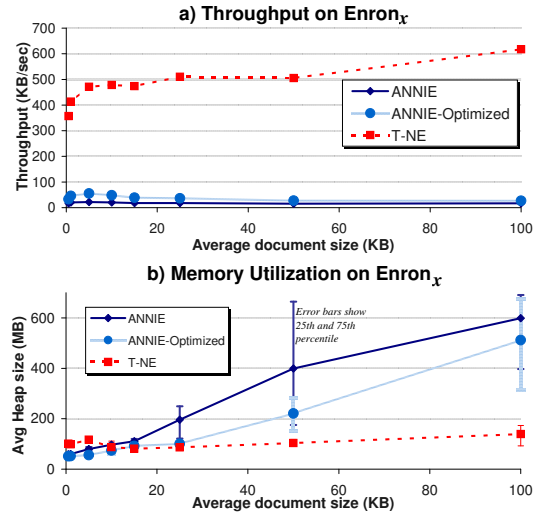 a) Throughput on Enronx
Throughput (KB/sec)
700
600
500
400
300
200
100
0
ANNIE
ANNIE-Optimized
T-NE
0 20 40 60 80 100
Average document size (KB)
b) Memory Utilization on Enronx
Avg Heap size (MB)
600
400
200
0
ANNIE
ANNIE-Optimized
T-NE
Error bars show
25th and 75th
percentile
0 20 40 60 80 100
Average document size (KB)